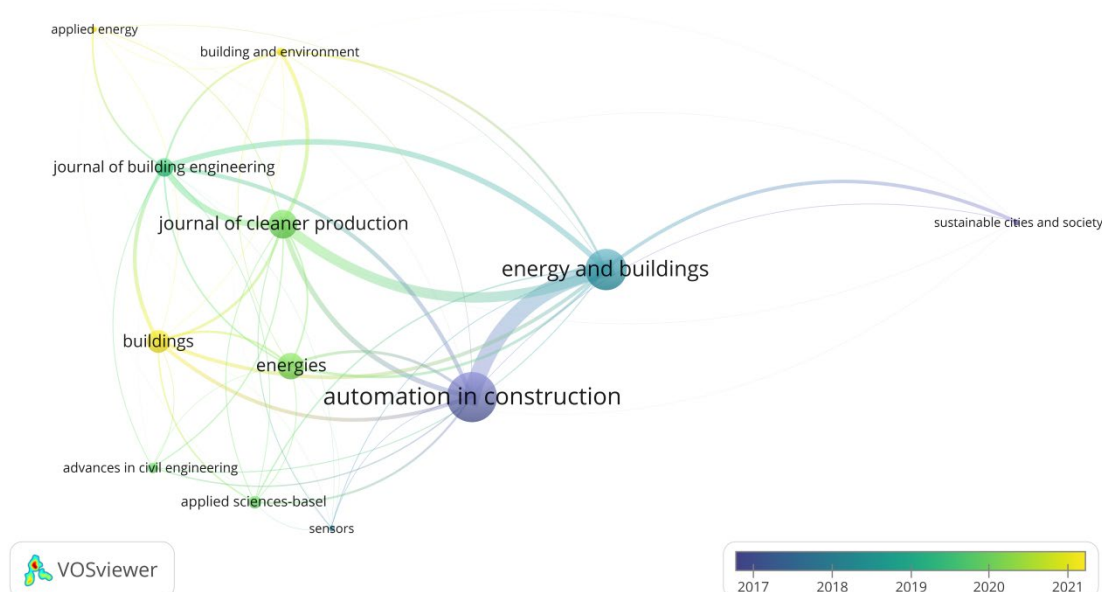 applied energy
building and environment
journal of building engineering
journal of cleaner production
sustainable cities and society
energy and buildings
buildings
energies
automation in construction
advances in civil engineering
applied sciences-basel
sensors
VOSviewer
2017 2018 2019 2020 2021